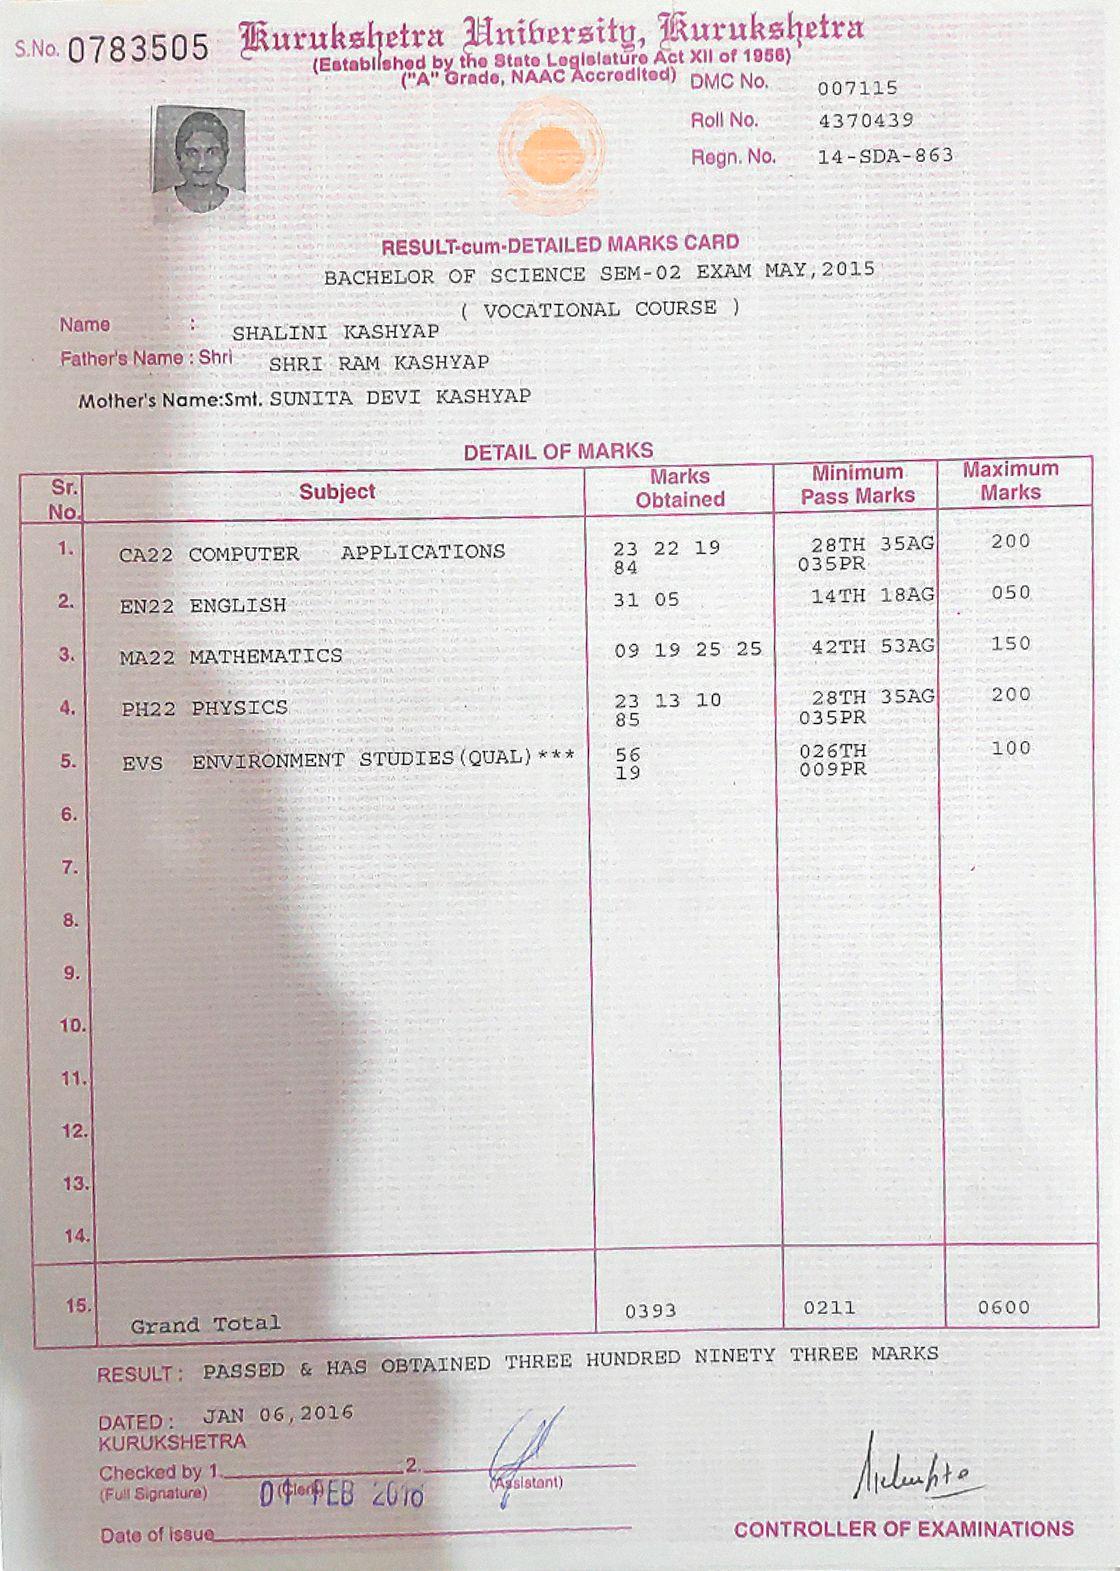 S.No. 0783505
Kurukshetra University, Kurukshetra
(Established by the State Legislature Act XII of 1956)
("A" Grade, NAAC Accredited)
DMC No. 007115
Roll No. 4370439
Regn. No. 14-SDA-863
RESULT-cum-DETAILED MARKS CARD
BACHELOR OF SCIENCE SEM-02 EXAM MAY,2015
( VOCATIONAL COURSE )
Name : SHALINI KASHYAP
Father's Name : Shri SHRI RAM KASHYAP
Mother's Name:Smt. SUNITA DEVI KASHYAP
DETAIL OF MARKS
Sr. No. Subject Marks Obtained Minimum Pass Marks Maximum Marks
1. CA22 COMPUTER APPLICATIONS 23 22 19 28TH 35AG 200
84 035PR
2. EN22 ENGLISH 31 05 14TH 18AG 050
3. MA22 MATHEMATICS 09 19 25 25 42TH 53AG 150
4. PH22 PHYSICS 23 13 10 28TH 35AG 200
85 035PR
5. EVS ENVIRONMENT STUDIES(QUAL)*** 56 026TH 100
19 009PR
6.
7.
8.
9.
10.
11.
12.
13.
14.
15. Grand Total 0393 0211 0600
RESULT : PASSED & HAS OBTAINED THREE HUNDRED NINETY THREE MARKS
DATED : JAN 06,2016
KURUKSHETRA
Checked by 1. 2.
(Full Signature) (Clerk) (Assistant)
01 FEB 2016
Date of issue
CONTROLLER OF EXAMINATIONS